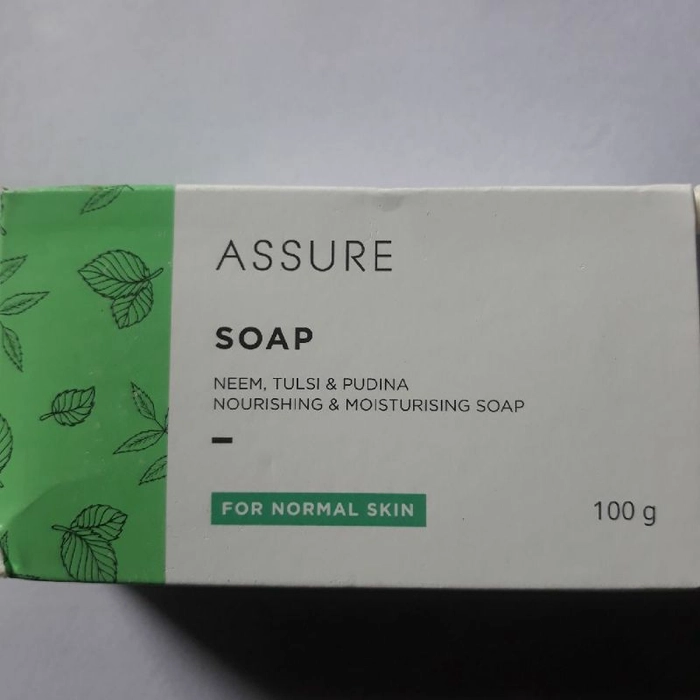 ASSURE
SOAP
NEEM, TULSI & PUDINA
NOURISHING & MOISTURISING SOAP
FOR NORMAL SKIN
100 g